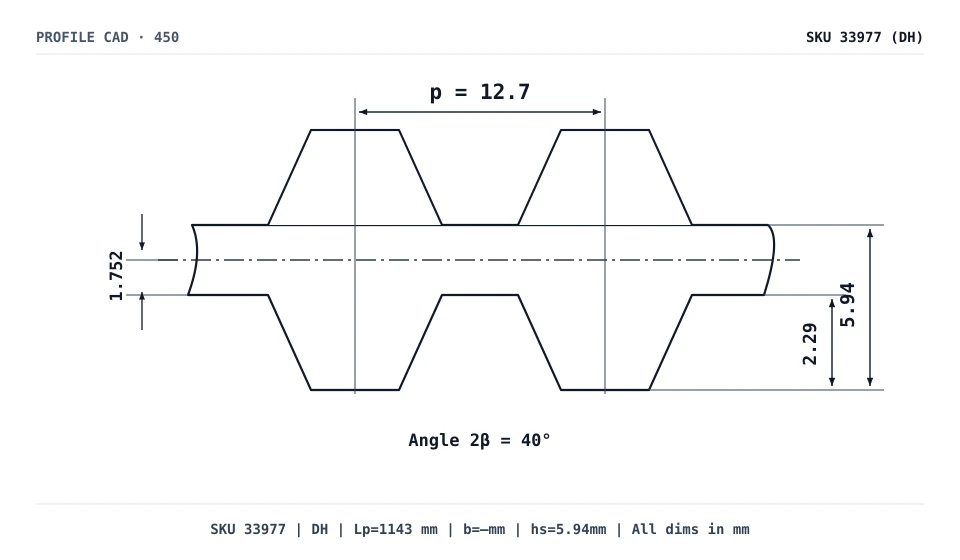 PROFILE CAD · 450
SKU 33977 (DH)
p = 12.7
1.752
5.94
2.29
Angle 2β = 40°
SKU 33977 | DH | Lp=1143 mm | b=—mm | hs=5.94mm | All dims in mm